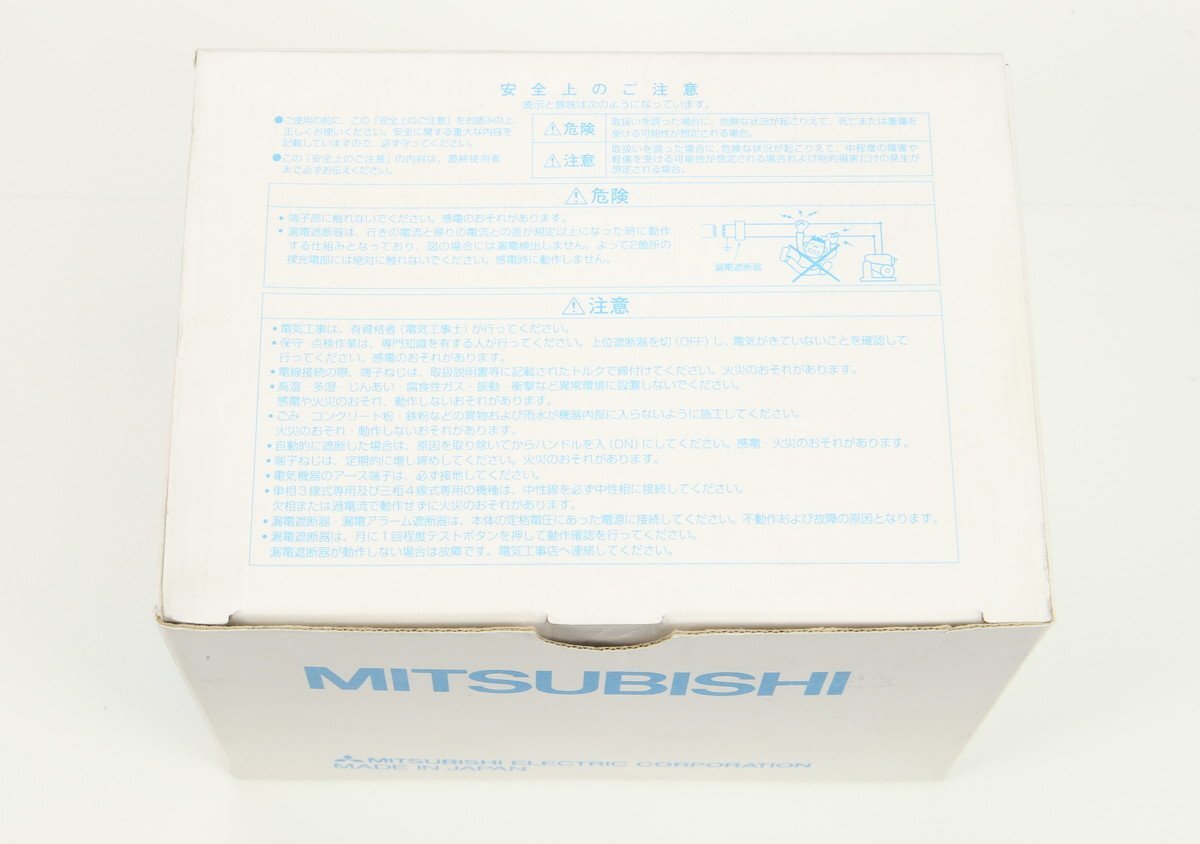 安全上のご注意
表示と意味は次のようになっています。
●ご使用の前に、この「安全上のご注意」をお読みの上、
正しくお使いください。安全に関する重大な内容を
記載していますので、必ず守ってください。
●この「安全上のご注意」の内容は、最終使用者
まで必ずお伝えください。
⚠危険
取扱いを誤った場合に、危険な状況が起こりえて、死亡または重傷を
受ける可能性が想定される場合。
⚠注意
取扱いを誤った場合に、危険な状況が起こりえて、中程度の障害や
軽傷を受ける可能性が想定される場合および物的損害だけの発生が
想定される場合。
⚠危険
•端子部に触れないでください。感電のおそれがあります。
•漏電遮断器は、行きの電流と帰りの電流との差が規定以上になった時に動作
する仕組みとなっており、図の場合には漏電検出しません。よって2箇所の
裸充電部には絶対に触れないでください。感電時に動作しません。
漏電遮断器
⚠注意
•電気工事は、有資格者(電気工事士)が行ってください。
•保守・点検作業は、専門知識を有する人が行ってください。上位遮断器を切(OFF)し、電気がきていないことを確認して
行ってください。感電のおそれがあります。
•電線接続の際、端子ねじは、取扱説明書等に記載されたトルクで締付けてください。火災のおそれがあります。
•高温・多湿・じんあい・腐食性ガス・振動・衝撃など異常環境に設置しないでください。
感電や火災のおそれ、動作しないおそれがあります。
•ごみ・コンクリート粉・鉄粉などの異物および雨水が機器内部に入らないように施工してください。
火災のおそれ・動作しないおそれがあります。
•自動的に遮断した場合は、原因を取り除いてからハンドルを入(ON)にしてください。感電・火災のおそれがあります。
•端子ねじは、定期的に増し締めしてください。火災のおそれがあります。
•電気機器のアース端子は、必ず接地してください。
•単相3線式専用及び三相4線式専用の機種は、中性線を必ず中性相に接続してください。
欠相または過電流で動作せずに火災のおそれがあります。
•漏電遮断器・漏電アラーム遮断器は、本体の定格電圧にあった電源に接続してください。不動作および故障の原因となります。
•漏電遮断器は、月に1回程度テストボタンを押して動作確認を行ってください。
漏電遮断器が動作しない場合は故障です。電気工事店へ連絡してください。
MITSUBISHI
MITSUBISHI ELECTRIC CORPORATION
MADE IN JAPAN